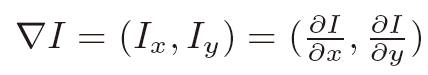 ∇I = (I_x, I_y) = (∂I/∂x, ∂I/∂y)